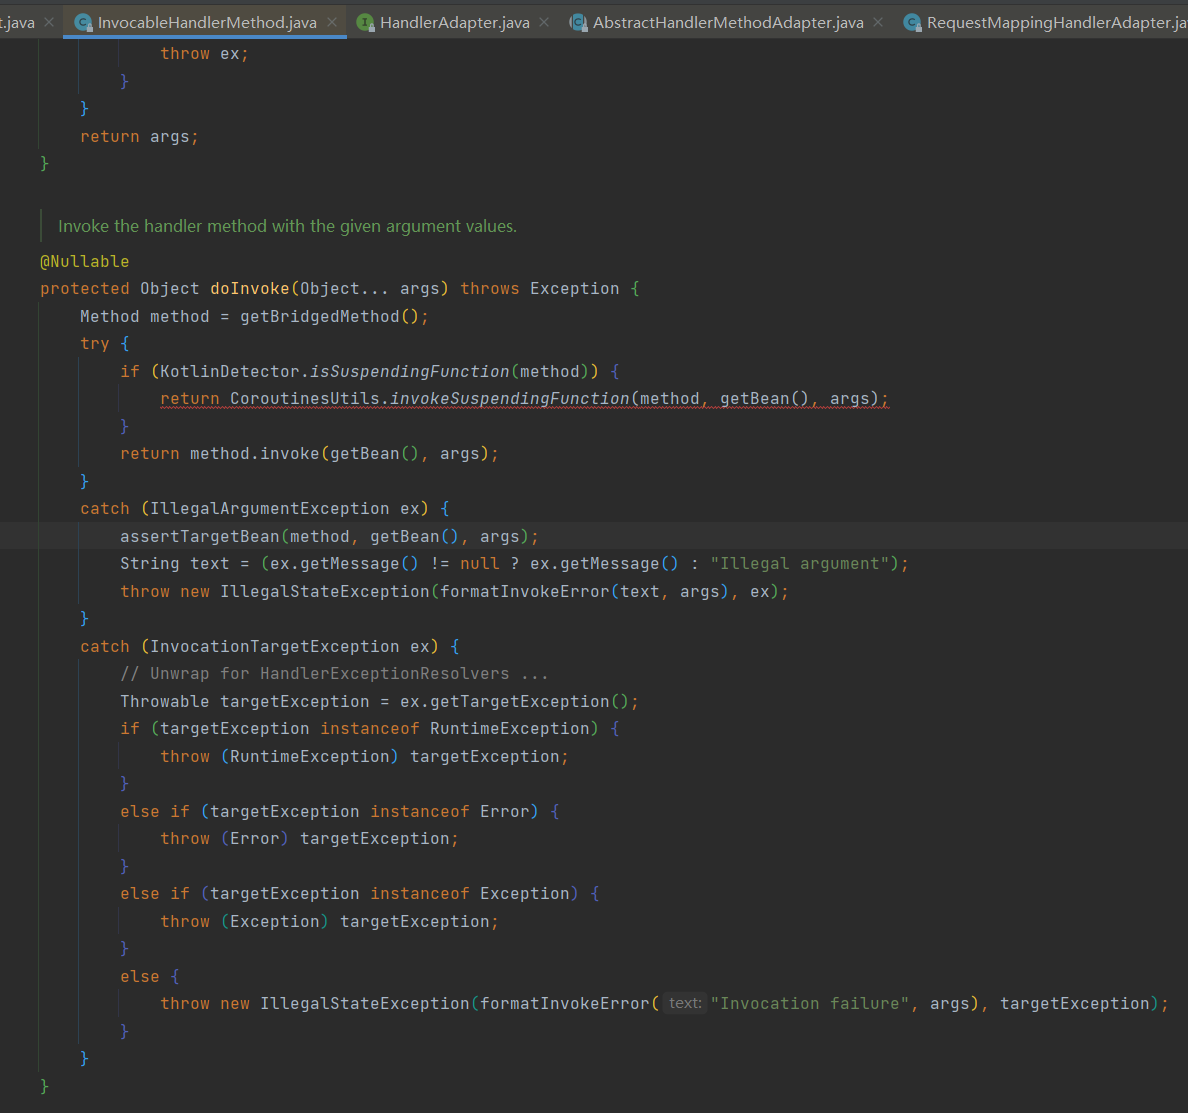 t.java InvocableHandlerMethod.java HandlerAdapter.java AbstractHandlerMethodAdapter.java RequestMappingHandlerAdapter.ja
throw ex;
}
}
return args;
}
Invoke the handler method with the given argument values.
@Nullable
protected Object doInvoke(Object... args) throws Exception {
Method method = getBridgedMethod();
try {
if (KotlinDetector.isSuspendingFunction(method)) {
return CoroutinesUtils.invokeSuspendingFunction(method, getBean(), args);
}
return method.invoke(getBean(), args);
}
catch (IllegalArgumentException ex) {
assertTargetBean(method, getBean(), args);
String text = (ex.getMessage() != null ? ex.getMessage() : "Illegal argument");
throw new IllegalStateException(formatInvokeError(text, args), ex);
}
catch (InvocationTargetException ex) {
// Unwrap for HandlerExceptionResolvers ...
Throwable targetException = ex.getTargetException();
if (targetException instanceof RuntimeException) {
throw (RuntimeException) targetException;
}
else if (targetException instanceof Error) {
throw (Error) targetException;
}
else if (targetException instanceof Exception) {
throw (Exception) targetException;
}
else {
throw new IllegalStateException(formatInvokeError( text: "Invocation failure", args), targetException);
}
}
}